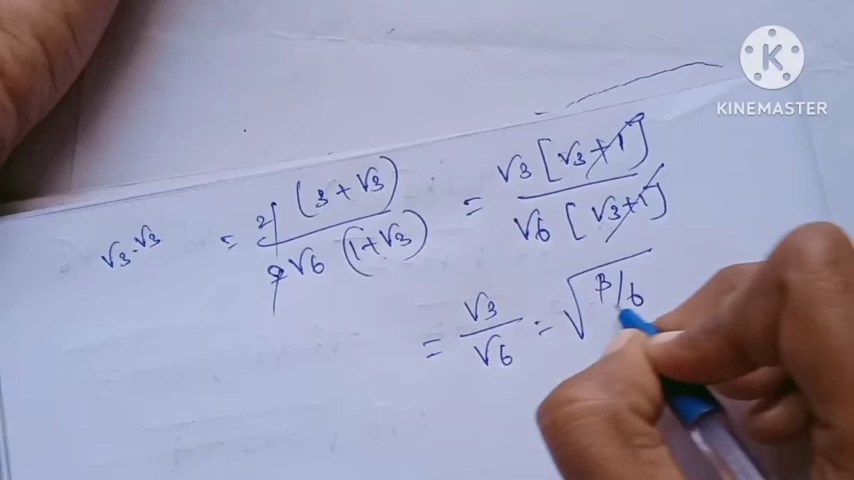 K
KINEMASTER
√3·√3 = 2(3+√3) / 2√6(1+√3) = √3[√3+1] / √6[√3+1]
= √3 / √6 = √3/6